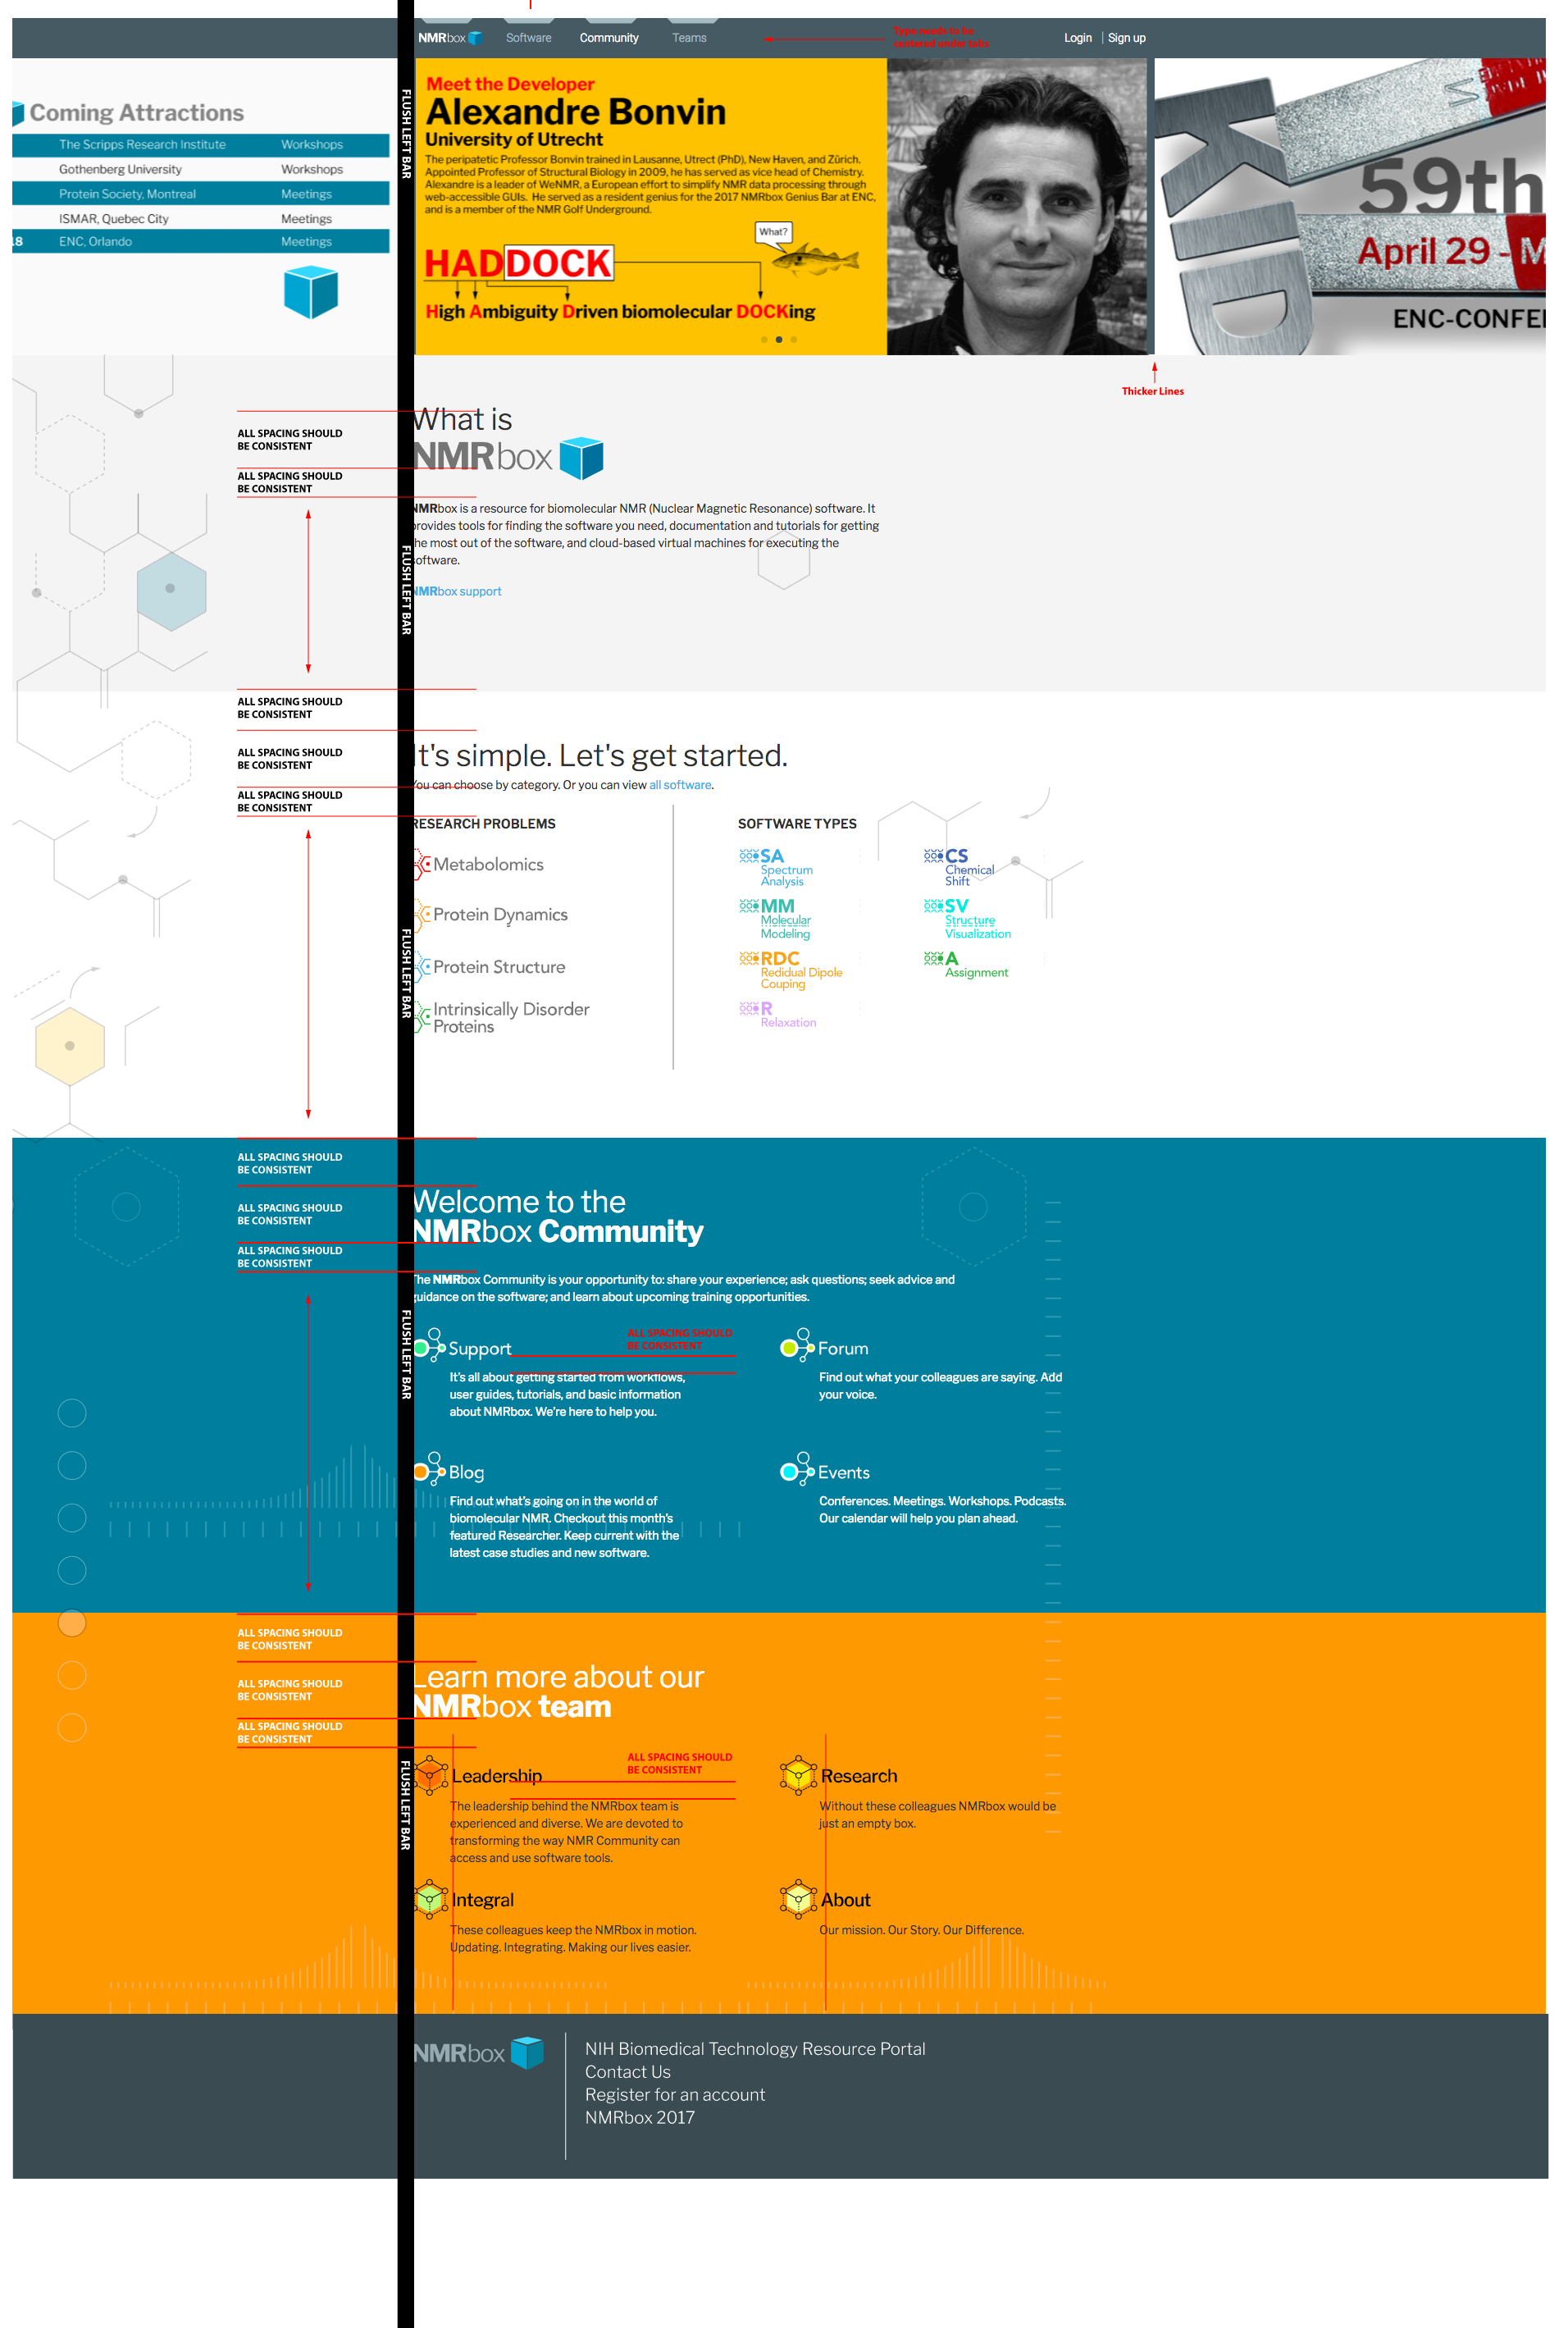 NMRbox
Software
Community
Teams
Type needs to be
centered under tabs
Login | Sign up
Coming Attractions
The Scripps Research Institute Workshops
Gothenberg University Workshops
Protein Society, Montreal Meetings
ISMAR, Quebec City Meetings
18 ENC, Orlando Meetings
FLUSH LEFT BAR
Meet the Developer
Alexandre Bonvin
University of Utrecht
The peripatetic Professor Bonvin trained in Lausanne, Utrect (PhD), New Haven, and Zürich.
Appointed Professor of Structural Biology in 2009, he has served as vice head of Chemistry.
Alexandre is a leader of WeNMR, a European effort to simplify NMR data processing through
web-accessible GUIs. He served as a resident genius for the 2017 NMRbox Genius Bar at ENC,
and is a member of the NMR Golf Underground.
What?
HADDOCK
High Ambiguity Driven biomolecular DOCKing
59th
April 29 - M
ENC-CONFE
Thicker Lines
ALL SPACING SHOULD
BE CONSISTENT
ALL SPACING SHOULD
BE CONSISTENT
What is
NMRbox
NMRbox is a resource for biomolecular NMR (Nuclear Magnetic Resonance) software. It
provides tools for finding the software you need, documentation and tutorials for getting
the most out of the software, and cloud-based virtual machines for executing the
software.
NMRbox support
FLUSH LEFT BAR
ALL SPACING SHOULD
BE CONSISTENT
ALL SPACING SHOULD
BE CONSISTENT
ALL SPACING SHOULD
BE CONSISTENT
It's simple. Let's get started.
You can choose by category. Or you can view all software.
RESEARCH PROBLEMS
Metabolomics
Protein Dynamics
Protein Structure
Intrinsically Disorder
Proteins
FLUSH LEFT BAR
SOFTWARE TYPES
SA
Spectrum
Analysis
CS
Chemical
Shift
MM
Molecular
Modeling
SV
Structure
Visualization
RDC
Redidual Dipole
Couping
A
Assignment
R
Relaxation
ALL SPACING SHOULD
BE CONSISTENT
ALL SPACING SHOULD
BE CONSISTENT
ALL SPACING SHOULD
BE CONSISTENT
Welcome to the
NMRbox Community
The NMRbox Community is your opportunity to: share your experience; ask questions; seek advice and
guidance on the software; and learn about upcoming training opportunities.
FLUSH LEFT BAR
ALL SPACING SHOULD
BE CONSISTENT
Support
It's all about getting started from workflows,
user guides, tutorials, and basic information
about NMRbox. We're here to help you.
Forum
Find out what your colleagues are saying. Add
your voice.
Blog
Find out what's going on in the world of
biomolecular NMR. Checkout this month's
featured Researcher. Keep current with the
latest case studies and new software.
Events
Conferences. Meetings. Workshops. Podcasts.
Our calendar will help you plan ahead.
ALL SPACING SHOULD
BE CONSISTENT
ALL SPACING SHOULD
BE CONSISTENT
ALL SPACING SHOULD
BE CONSISTENT
Learn more about our
NMRbox team
FLUSH LEFT BAR
ALL SPACING SHOULD
BE CONSISTENT
Leadership
The leadership behind the NMRbox team is
experienced and diverse. We are devoted to
transforming the way NMR Community can
access and use software tools.
Research
Without these colleagues NMRbox would be
just an empty box.
Integral
These colleagues keep the NMRbox in motion.
Updating. Integrating. Making our lives easier.
About
Our mission. Our Story. Our Difference.
NMRbox
NIH Biomedical Technology Resource Portal
Contact Us
Register for an account
NMRbox 2017